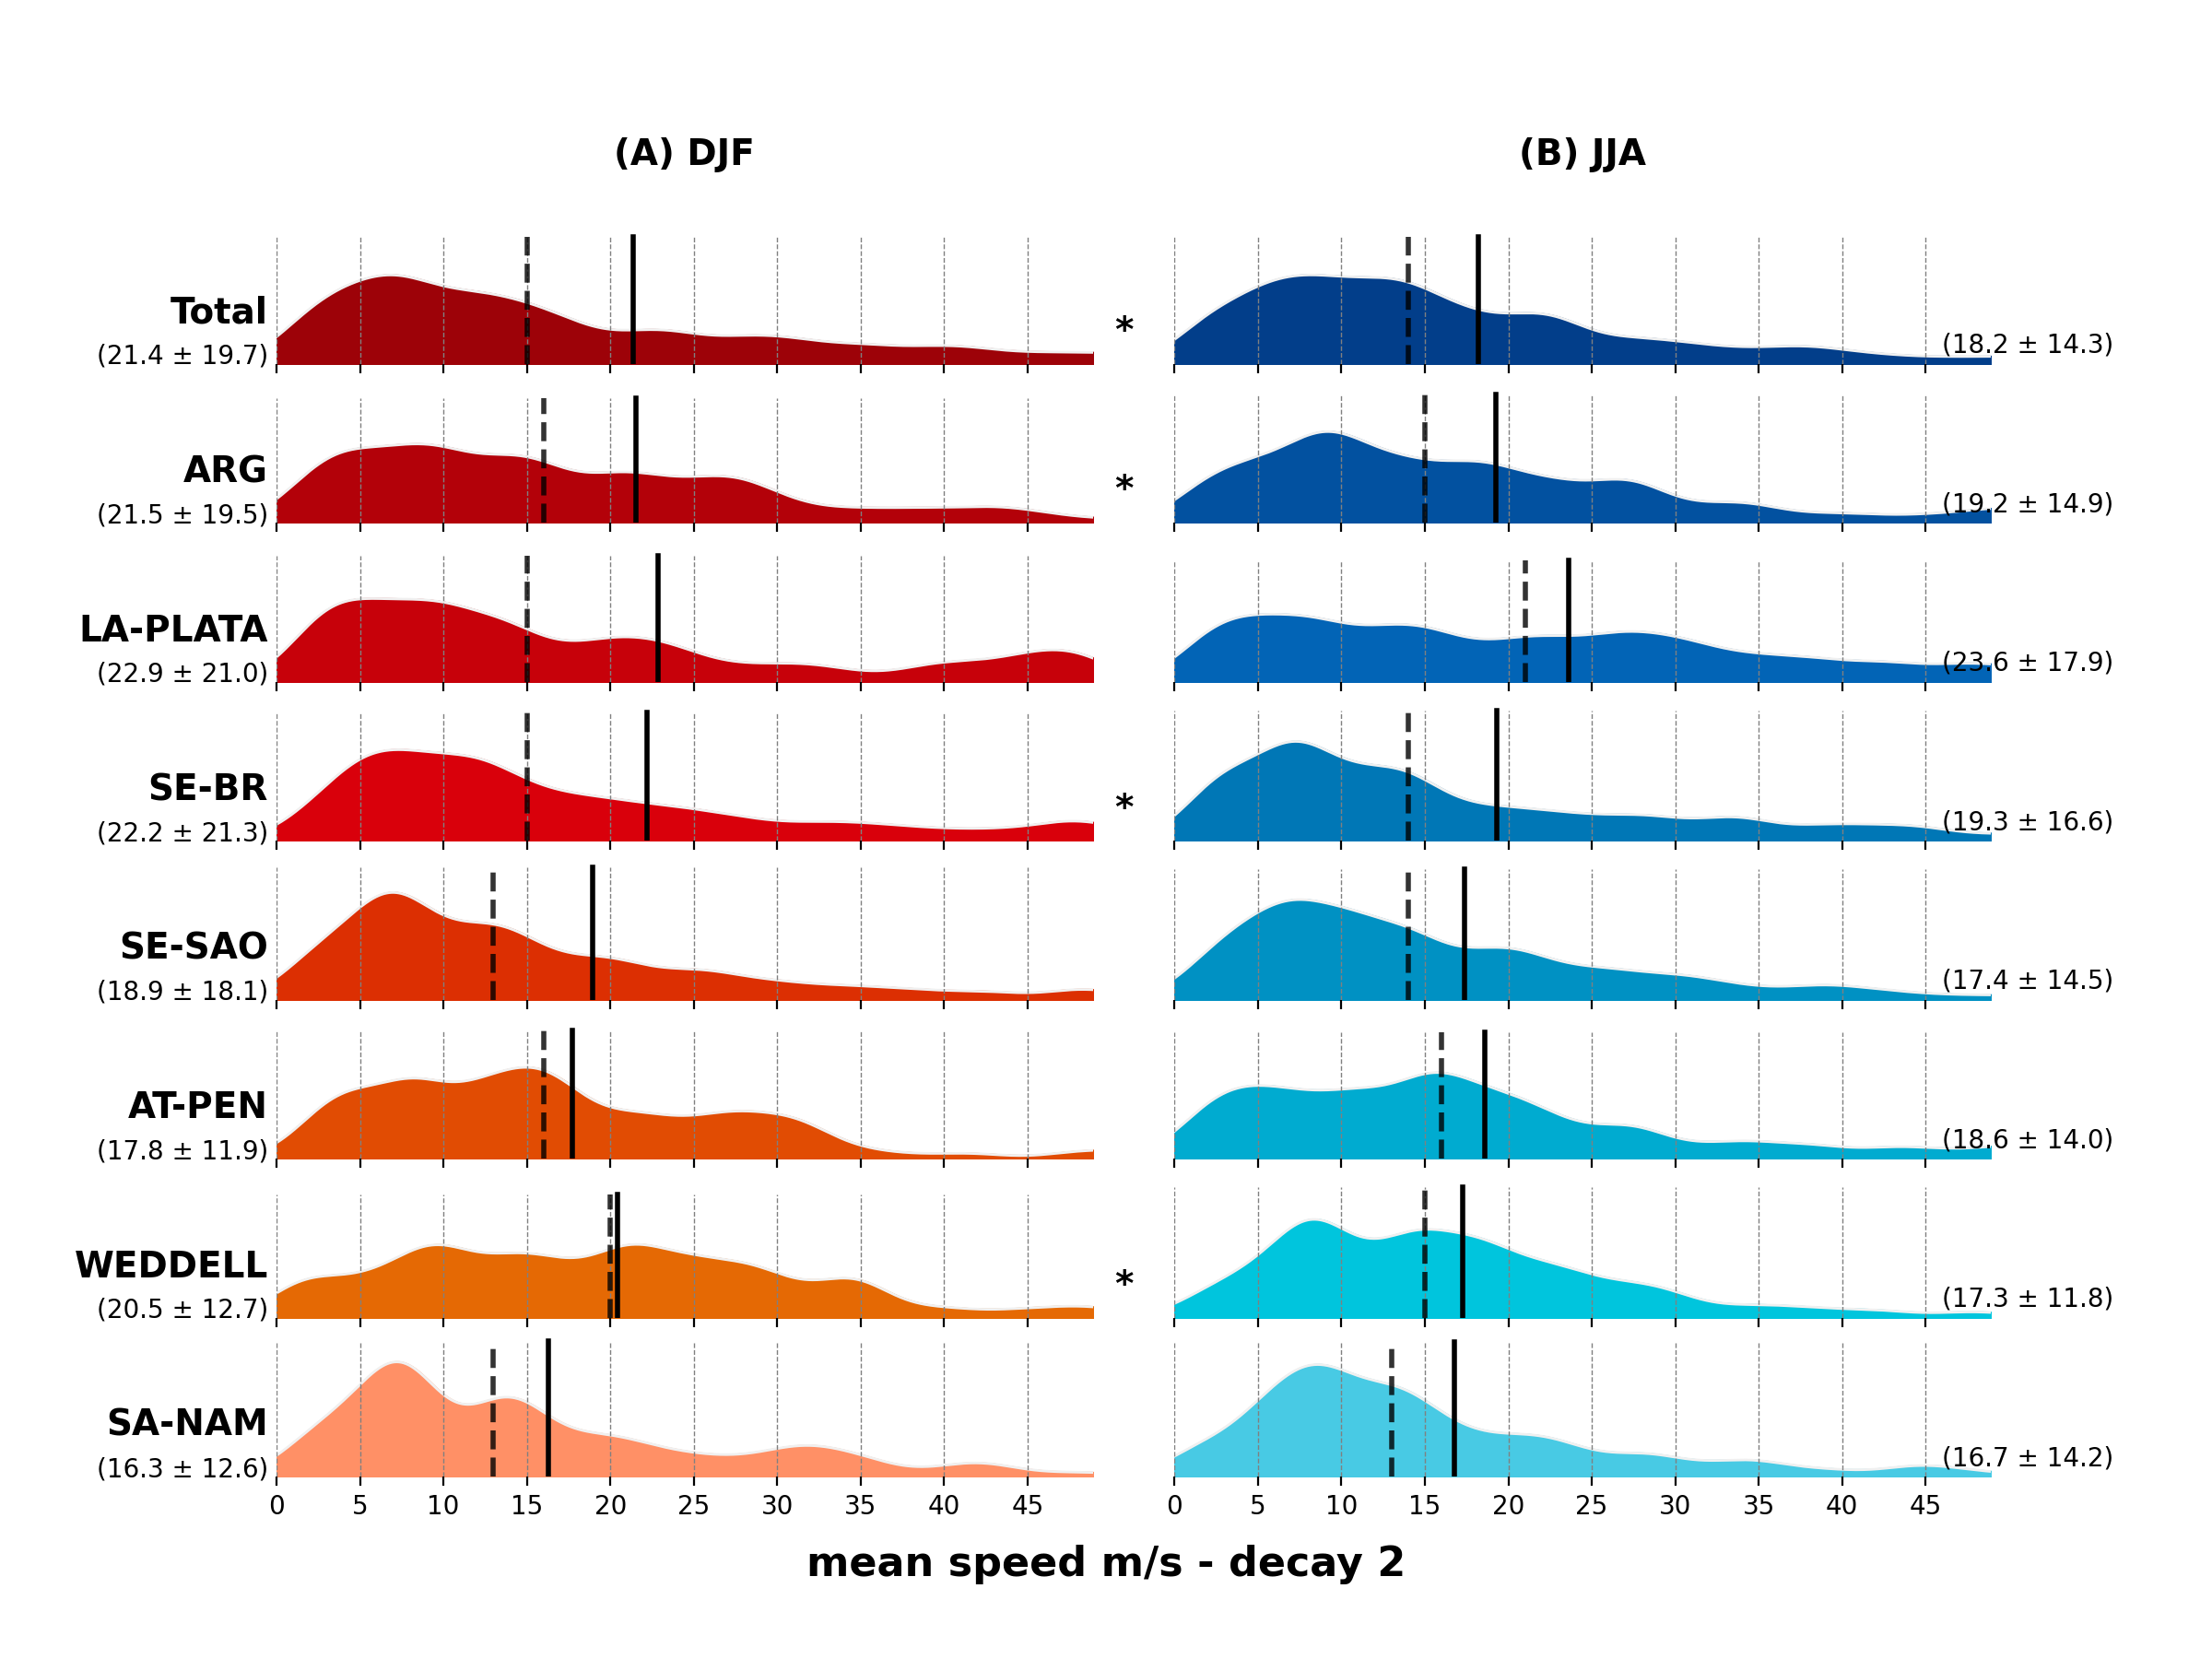 (A) DJF
(B) JJA
Total
(21.4 ± 19.7)
*
(18.2 ± 14.3)
ARG
(21.5 ± 19.5)
*
(19.2 ± 14.9)
LA-PLATA
(22.9 ± 21.0)
(23.6 ± 17.9)
SE-BR
(22.2 ± 21.3)
*
(19.3 ± 16.6)
SE-SAO
(18.9 ± 18.1)
(17.4 ± 14.5)
AT-PEN
(17.8 ± 11.9)
(18.6 ± 14.0)
WEDDELL
(20.5 ± 12.7)
*
(17.3 ± 11.8)
SA-NAM
(16.3 ± 12.6)
(16.7 ± 14.2)
0 5 10 15 20 25 30 35 40 45
0 5 10 15 20 25 30 35 40 45
mean speed m/s - decay 2